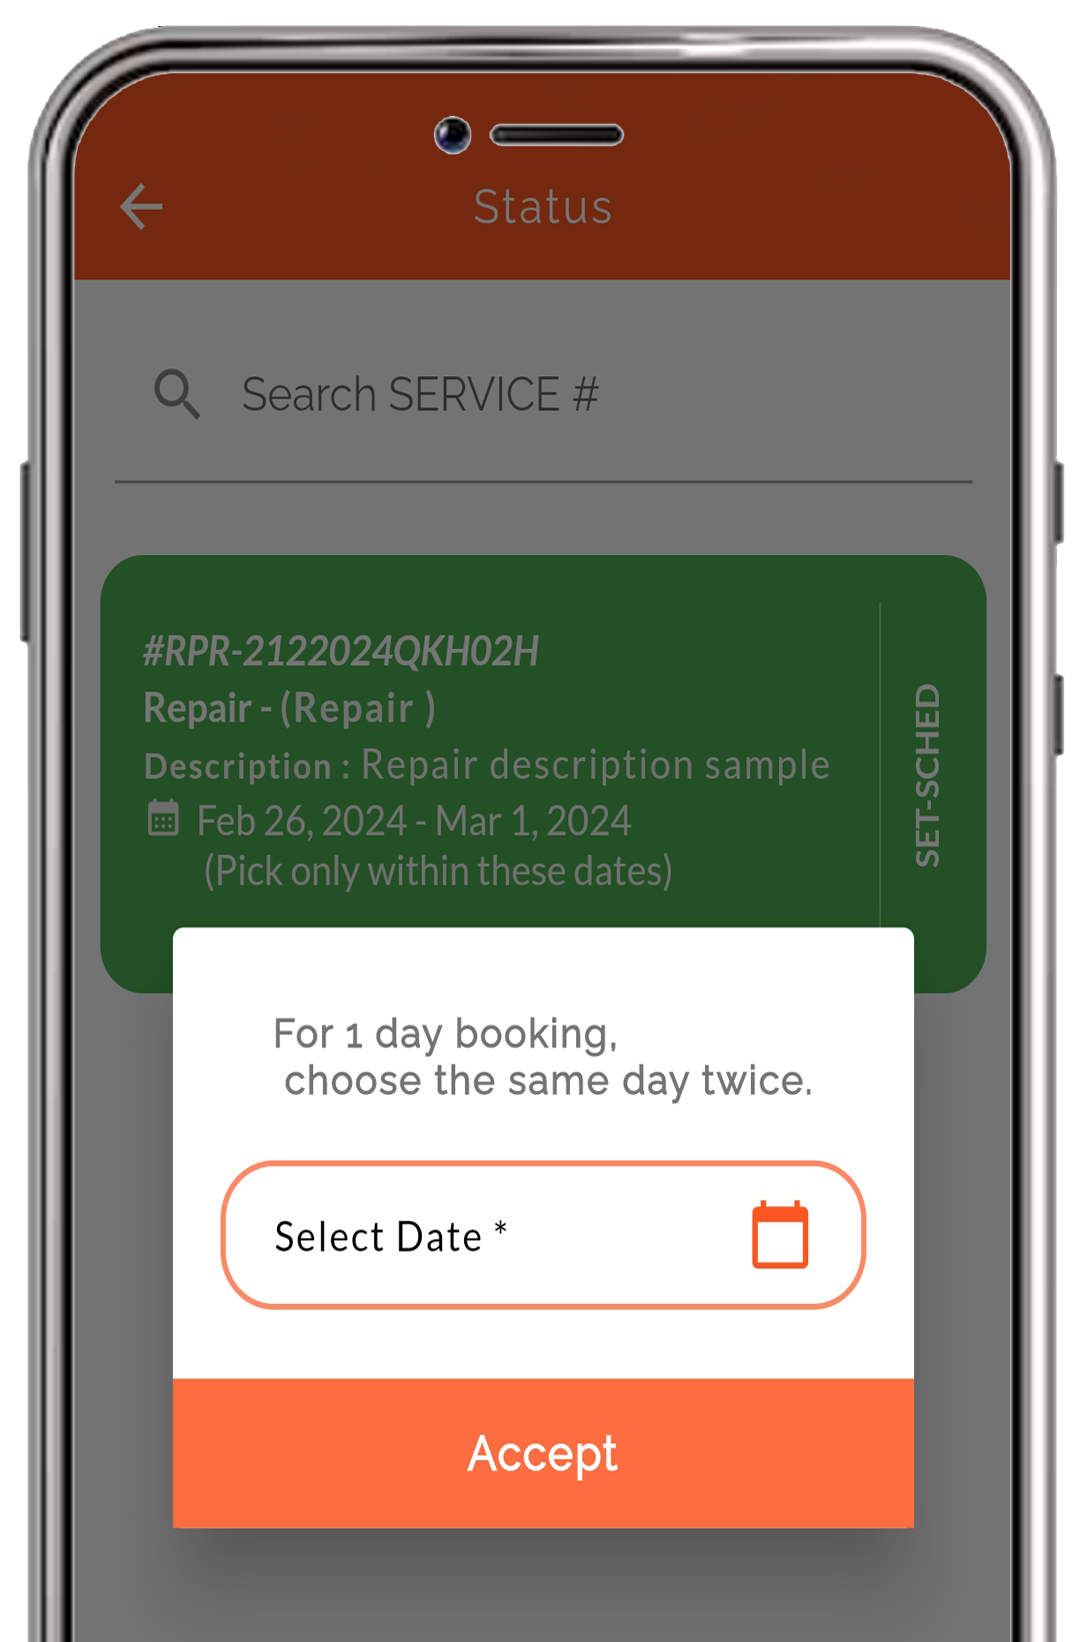 Status
Search SERVICE #
#RPR-2122024QKH02H
Repair - (Repair )
Description : Repair description sample
Feb 26, 2024 - Mar 1, 2024
(Pick only within these dates)
SET-SCHED
For 1 day booking,
choose the same day twice.
Select Date *
Accept